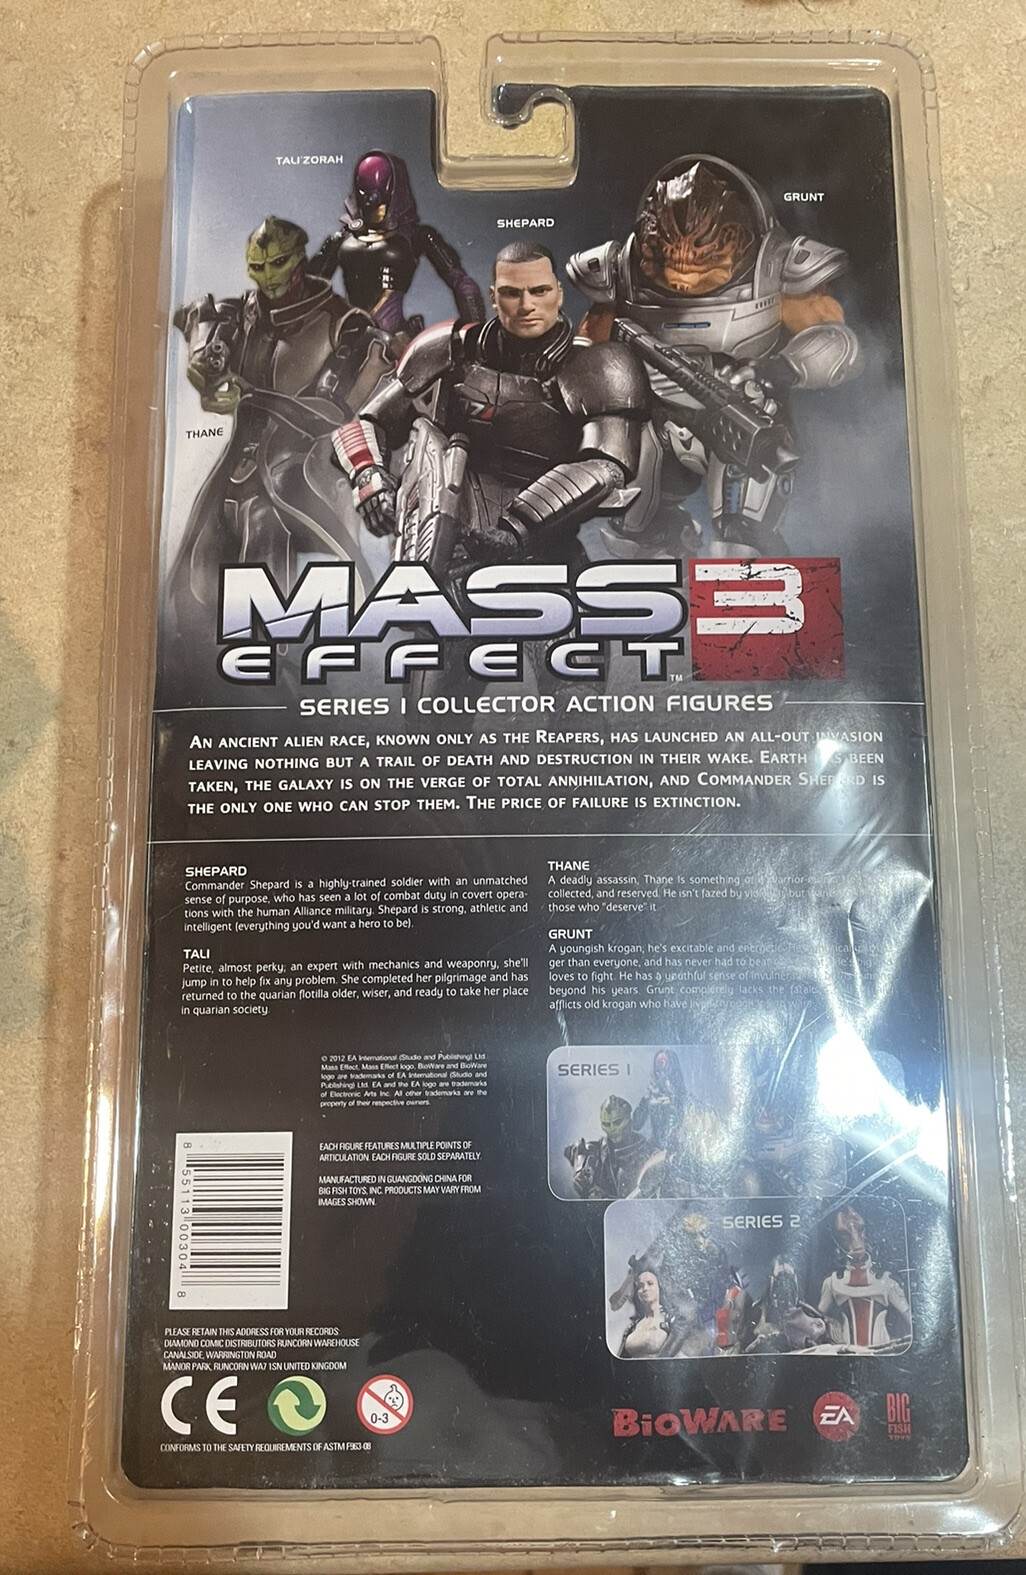 TALI'ZORAH
SHEPARD
GRUNT
THANE
MASS
EFFECT™
3
SERIES 1 COLLECTOR ACTION FIGURES
AN ANCIENT ALIEN RACE, KNOWN ONLY AS THE REAPERS, HAS LAUNCHED AN ALL-OUT INVASION
LEAVING NOTHING BUT A TRAIL OF DEATH AND DESTRUCTION IN THEIR WAKE. EARTH HAS BEEN
TAKEN, THE GALAXY IS ON THE VERGE OF TOTAL ANNIHILATION, AND COMMANDER SHEPARD IS
THE ONLY ONE WHO CAN STOP THEM. THE PRICE OF FAILURE IS EXTINCTION.
SHEPARD
Commander Shepard is a highly-trained soldier with an unmatched
sense of purpose, who has seen a lot of combat duty in covert opera-
tions with the human Alliance military. Shepard is strong, athletic and
intelligent (everything you'd want a hero to be).
TALI
Petite, almost perky; an expert with mechanics and weaponry, she'll
jump in to help fix any problem. She completed her pilgrimage and has
returned to the quarian flotilla older, wiser, and ready to take her place
in quarian society.
THANE
A deadly assassin, Thane Is something of a warrior-
collected, and reserved. He isn't fazed by but
those who "deserve" it.
GRUNT
A youngish krogan; he's excitable and energetic.
ger than everyone, and has never had to
loves to fight. He has a youthful sense of
beyond his years. Grunt completely lacks the
afflicts old krogan who have
© 2012 EA International (Studio and Publishing) Ltd.
Mass Effect, Mass Effect logo, BioWare and BioWare
logo are trademarks of EA International (Studio and
Publishing) Ltd. EA and the EA logo are trademarks
of Electronic Arts Inc. All other trademarks are the
property of their respective owners.
EACH FIGURE FEATURES MULTIPLE POINTS OF
ARTICULATION. EACH FIGURE SOLD SEPARATELY.
MANUFACTURED IN GUANGDONG CHINA FOR
BIG FISH TOYS, INC. PRODUCTS MAY VARY FROM
IMAGES SHOWN.
8 55113 00304 8
SERIES 1
SERIES 2
PLEASE RETAIN THIS ADDRESS FOR YOUR RECORDS:
DIAMOND COMIC DISTRIBUTORS RUNCORN WAREHOUSE
CANALSIDE, WARRINGTON ROAD
MANOR PARK, RUNCORN WA7 1SN UNITED KINGDOM
CE
0-3
CONFORMS TO THE SAFETY REQUIREMENTS OF ASTM F963-08
BIOWARE™
EA
BIG
FISH
TOYS